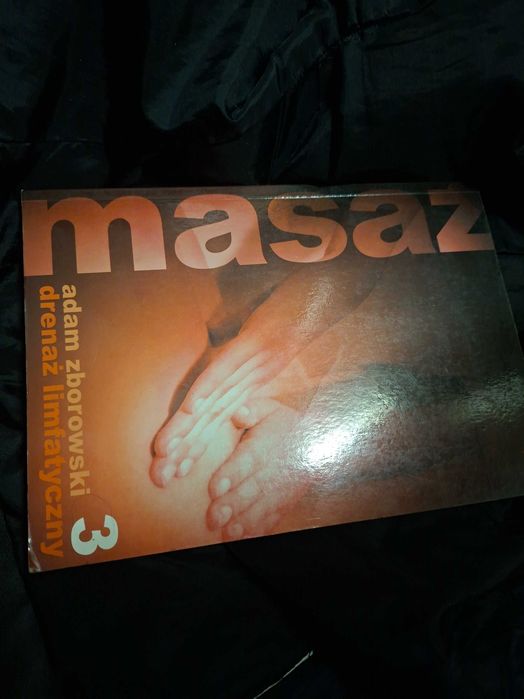 masaż
adam zborowski
drenaż limfatyczny
3